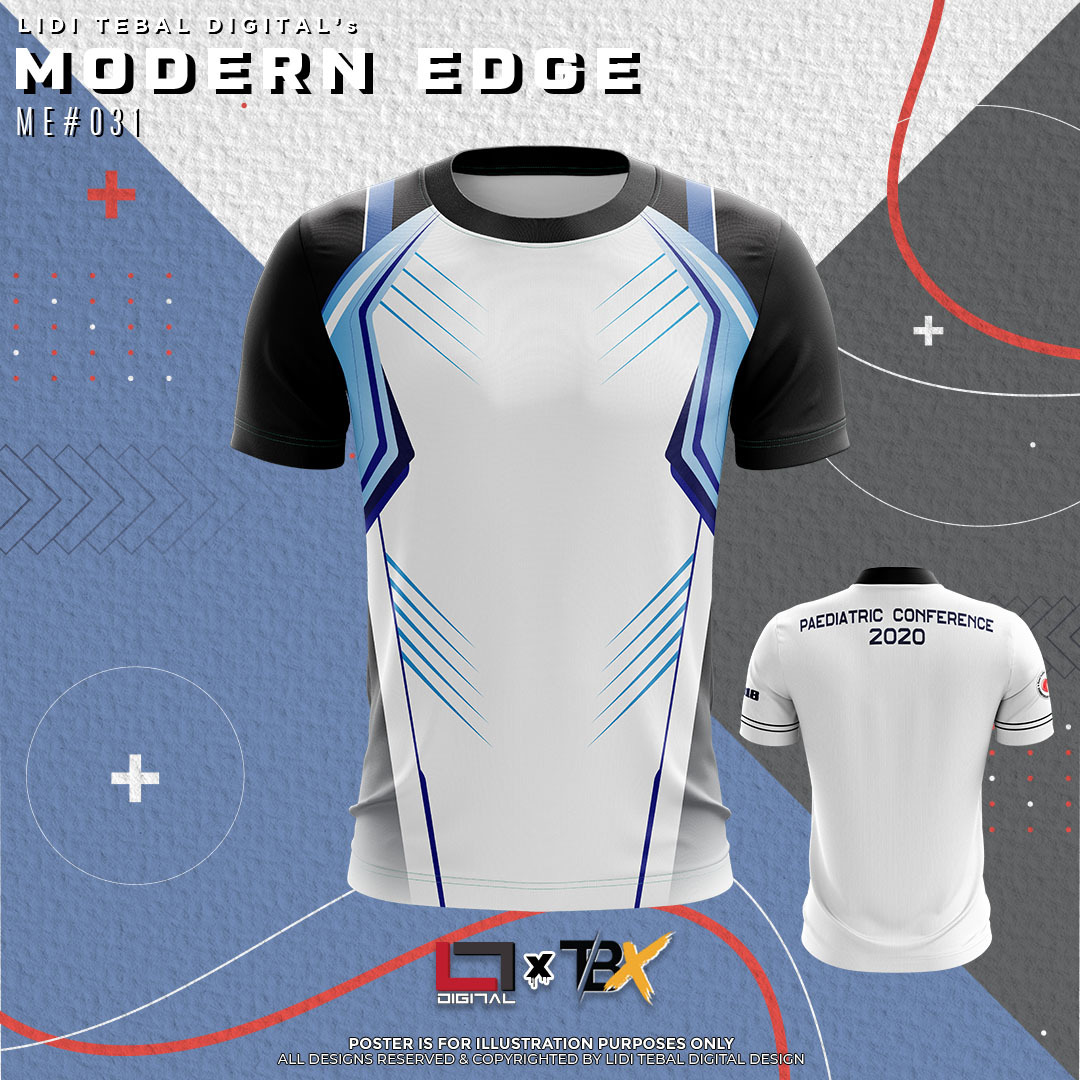 LIDI TEBAL DIGITAL's
MODERN EDGE
ME#031
PAEDIATRIC CONFERENCE
2020
18
DIGITAL
X
TBX
POSTER IS FOR ILLUSTRATION PURPOSES ONLY
ALL DESIGNS RESERVED & COPYRIGHTED BY LIDI TEBAL DIGITAL DESIGN